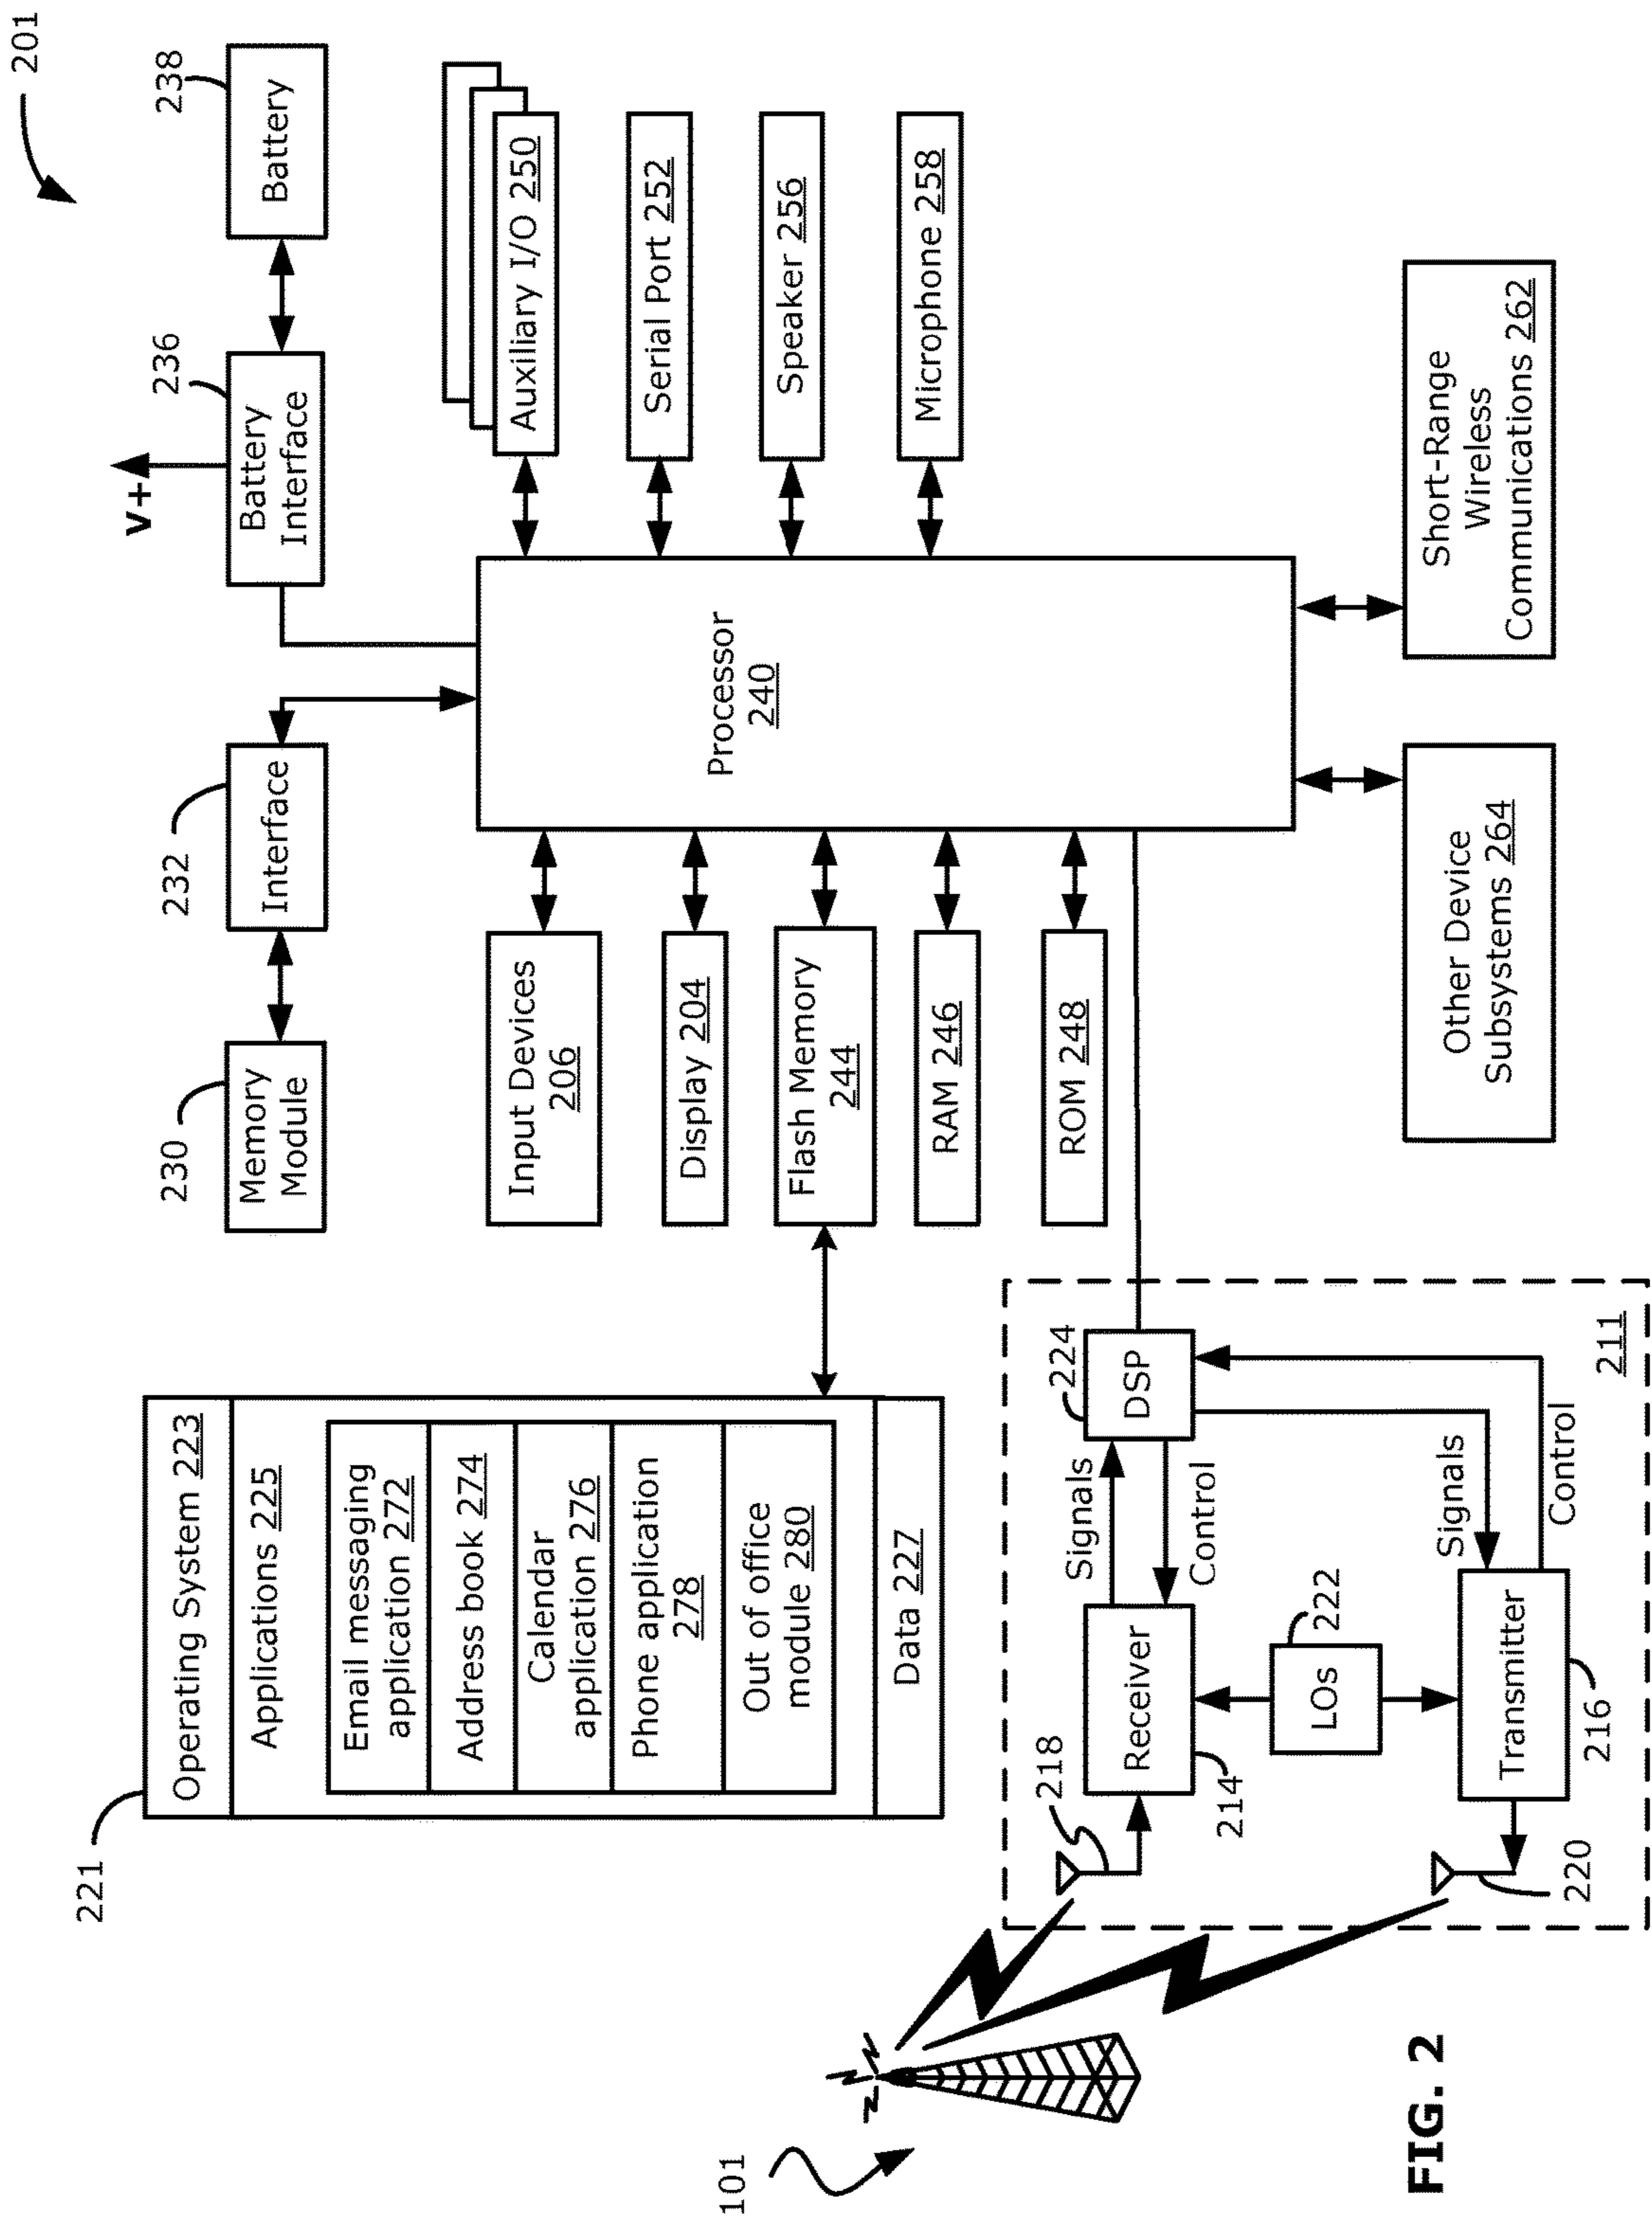 201
221
Operating System 223
Applications 225
Email messaging
application 272
Address book 274
Calendar
application 276
Phone application
278
Out of office
module 280
Data 227
230
Memory
Module
232
Interface
V+
236
Battery
Interface
238
Battery
Input Devices
206
Display 204
Flash Memory
244
RAM 246
ROM 248
Processor
240
Auxiliary I/O 250
Serial Port 252
Speaker 256
Microphone 258
101
218
Receiver
214
Signals
Control
224
DSP
LOs
222
Signals
Control
Transmitter
216
220
211
Other Device
Subsystems 264
Short-Range
Wireless
Communications 262
FIG. 2